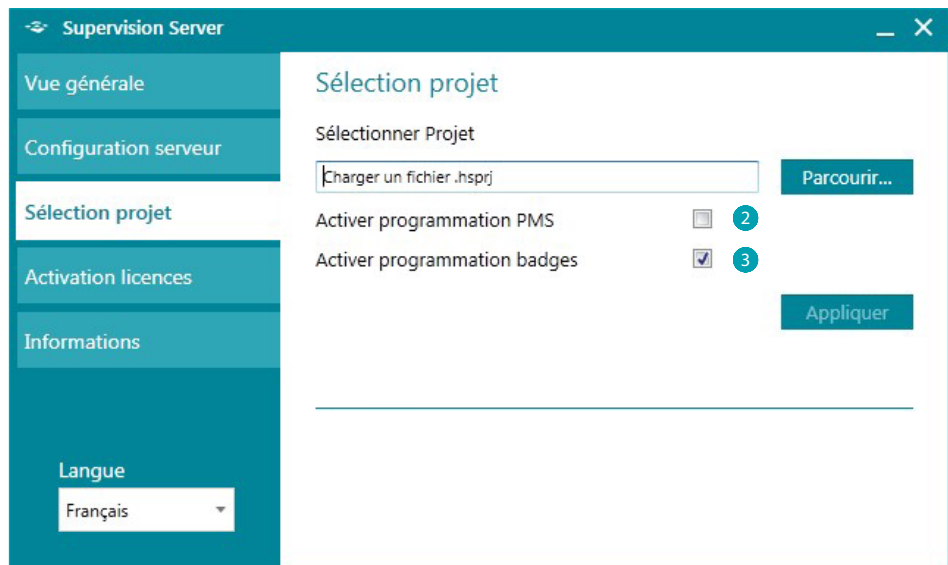 Supervision Server
Vue générale
Configuration serveur
Sélection projet
Activation licences
Informations
Langue
Français
Sélection projet
Sélectionner Projet
Charger un fichier .hsprj
Parcourir...
Activer programmation PMS
2
Activer programmation badges
3
Appliquer